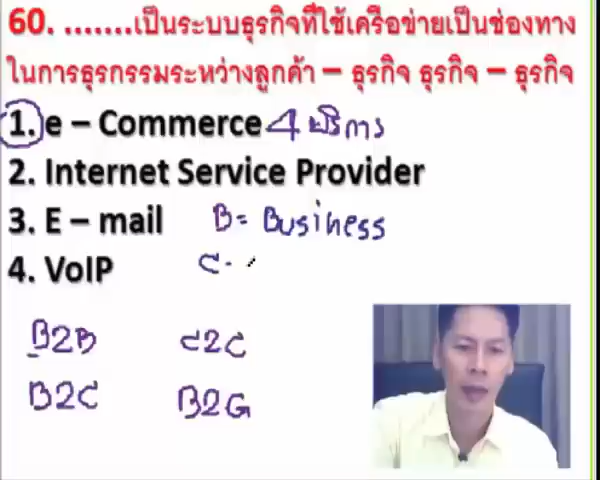 60. .......เป็นระบบธุรกิจที่ใช้เครือข่ายเป็นช่องทาง
ในการธุรกรรมระหว่างลูกค้า – ธุรกิจ ธุรกิจ – ธุรกิจ
1. e – Commerce 4
2. Internet Service Provider
3. E – mail B = Business
4. VoIP C -
B2B C2C
B2C B2G